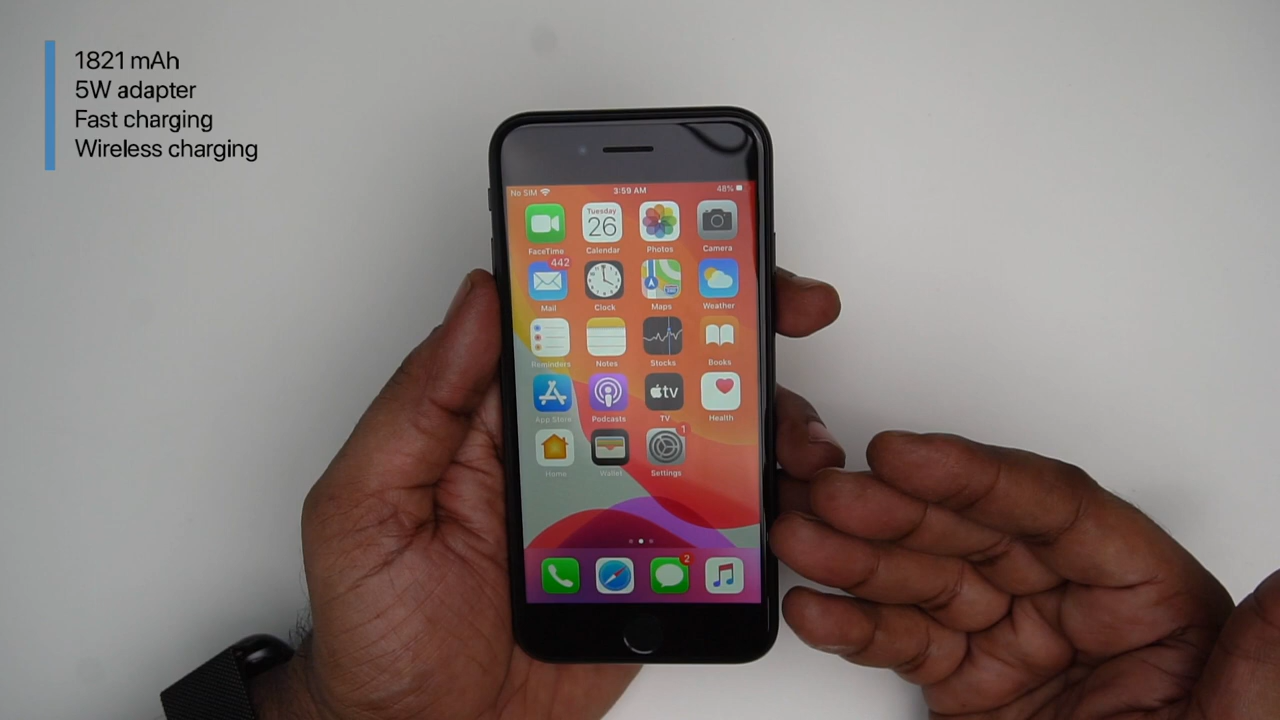 1821 mAh
5W adapter
Fast charging
Wireless charging
No SIM 3:59 AM 48%
Tuesday
26
FaceTime Calendar Photos Camera
442
Mail Clock Maps Weather
Reminders Notes Stocks Books
tv
App Store Podcasts TV Health
1
Home Wallet Settings
2